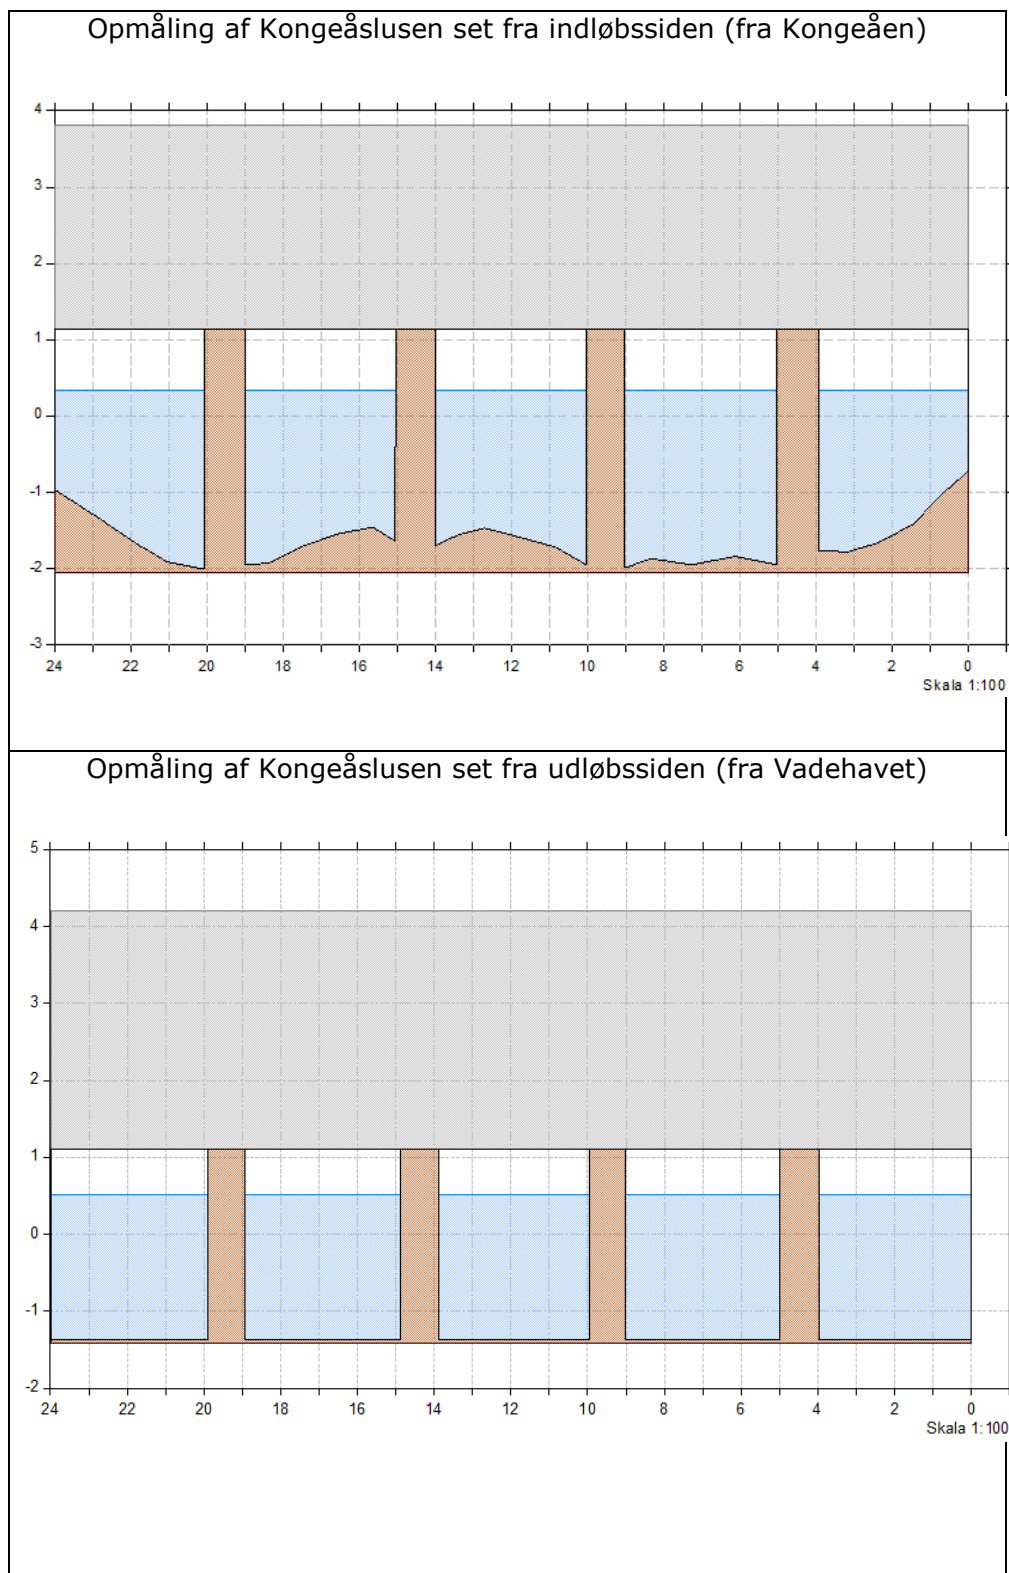 Opmåling af Kongeåslusen set fra indløbssiden (fra Kongeåen)
4
3
2
1
0
-1
-2
-3
24 22 20 18 16 14 12 10 8 6 4 2 0
Skala 1:100
Opmåling af Kongeåslusen set fra udløbssiden (fra Vadehavet)
5
4
3
2
1
0
-1
-2
24 22 20 18 16 14 12 10 8 6 4 2 0
Skala 1:100